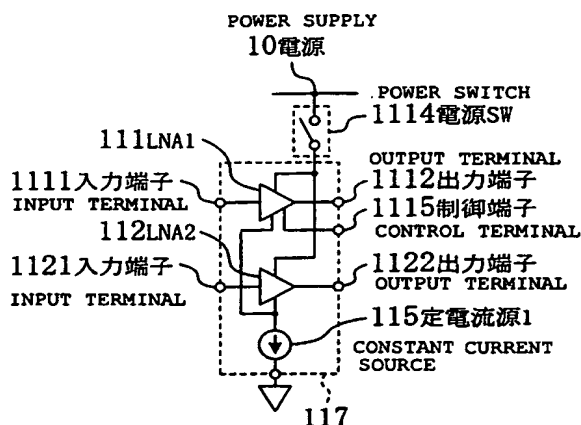 POWER SUPPLY
10電源
POWER SWITCH
1114電源SW
111LNA1
OUTPUT TERMINAL
1111入力端子
1112出力端子
INPUT TERMINAL
1115制御端子
112LNA2
CONTROL TERMINAL
1121入力端子
1122出力端子
INPUT TERMINAL
OUTPUT TERMINAL
115定電流源1
CONSTANT CURRENT
SOURCE
117